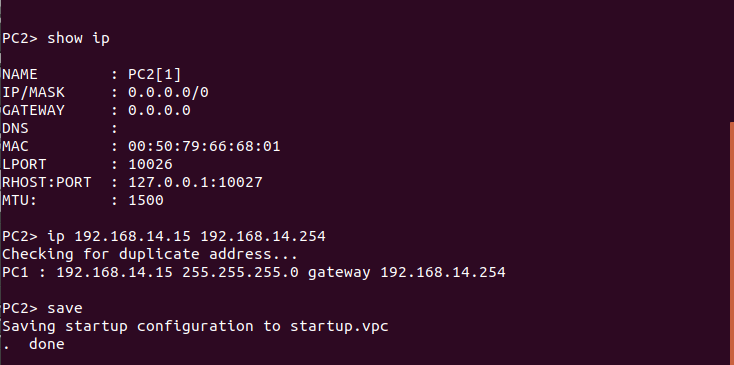 PC2> show ip
NAME : PC2[1]
IP/MASK : 0.0.0.0/0
GATEWAY : 0.0.0.0
DNS :
MAC : 00:50:79:66:68:01
LPORT : 10026
RHOST:PORT : 127.0.0.1:10027
MTU: : 1500
PC2> ip 192.168.14.15 192.168.14.254
Checking for duplicate address...
PC1 : 192.168.14.15 255.255.255.0 gateway 192.168.14.254
PC2> save
Saving startup configuration to startup.vpc
. done